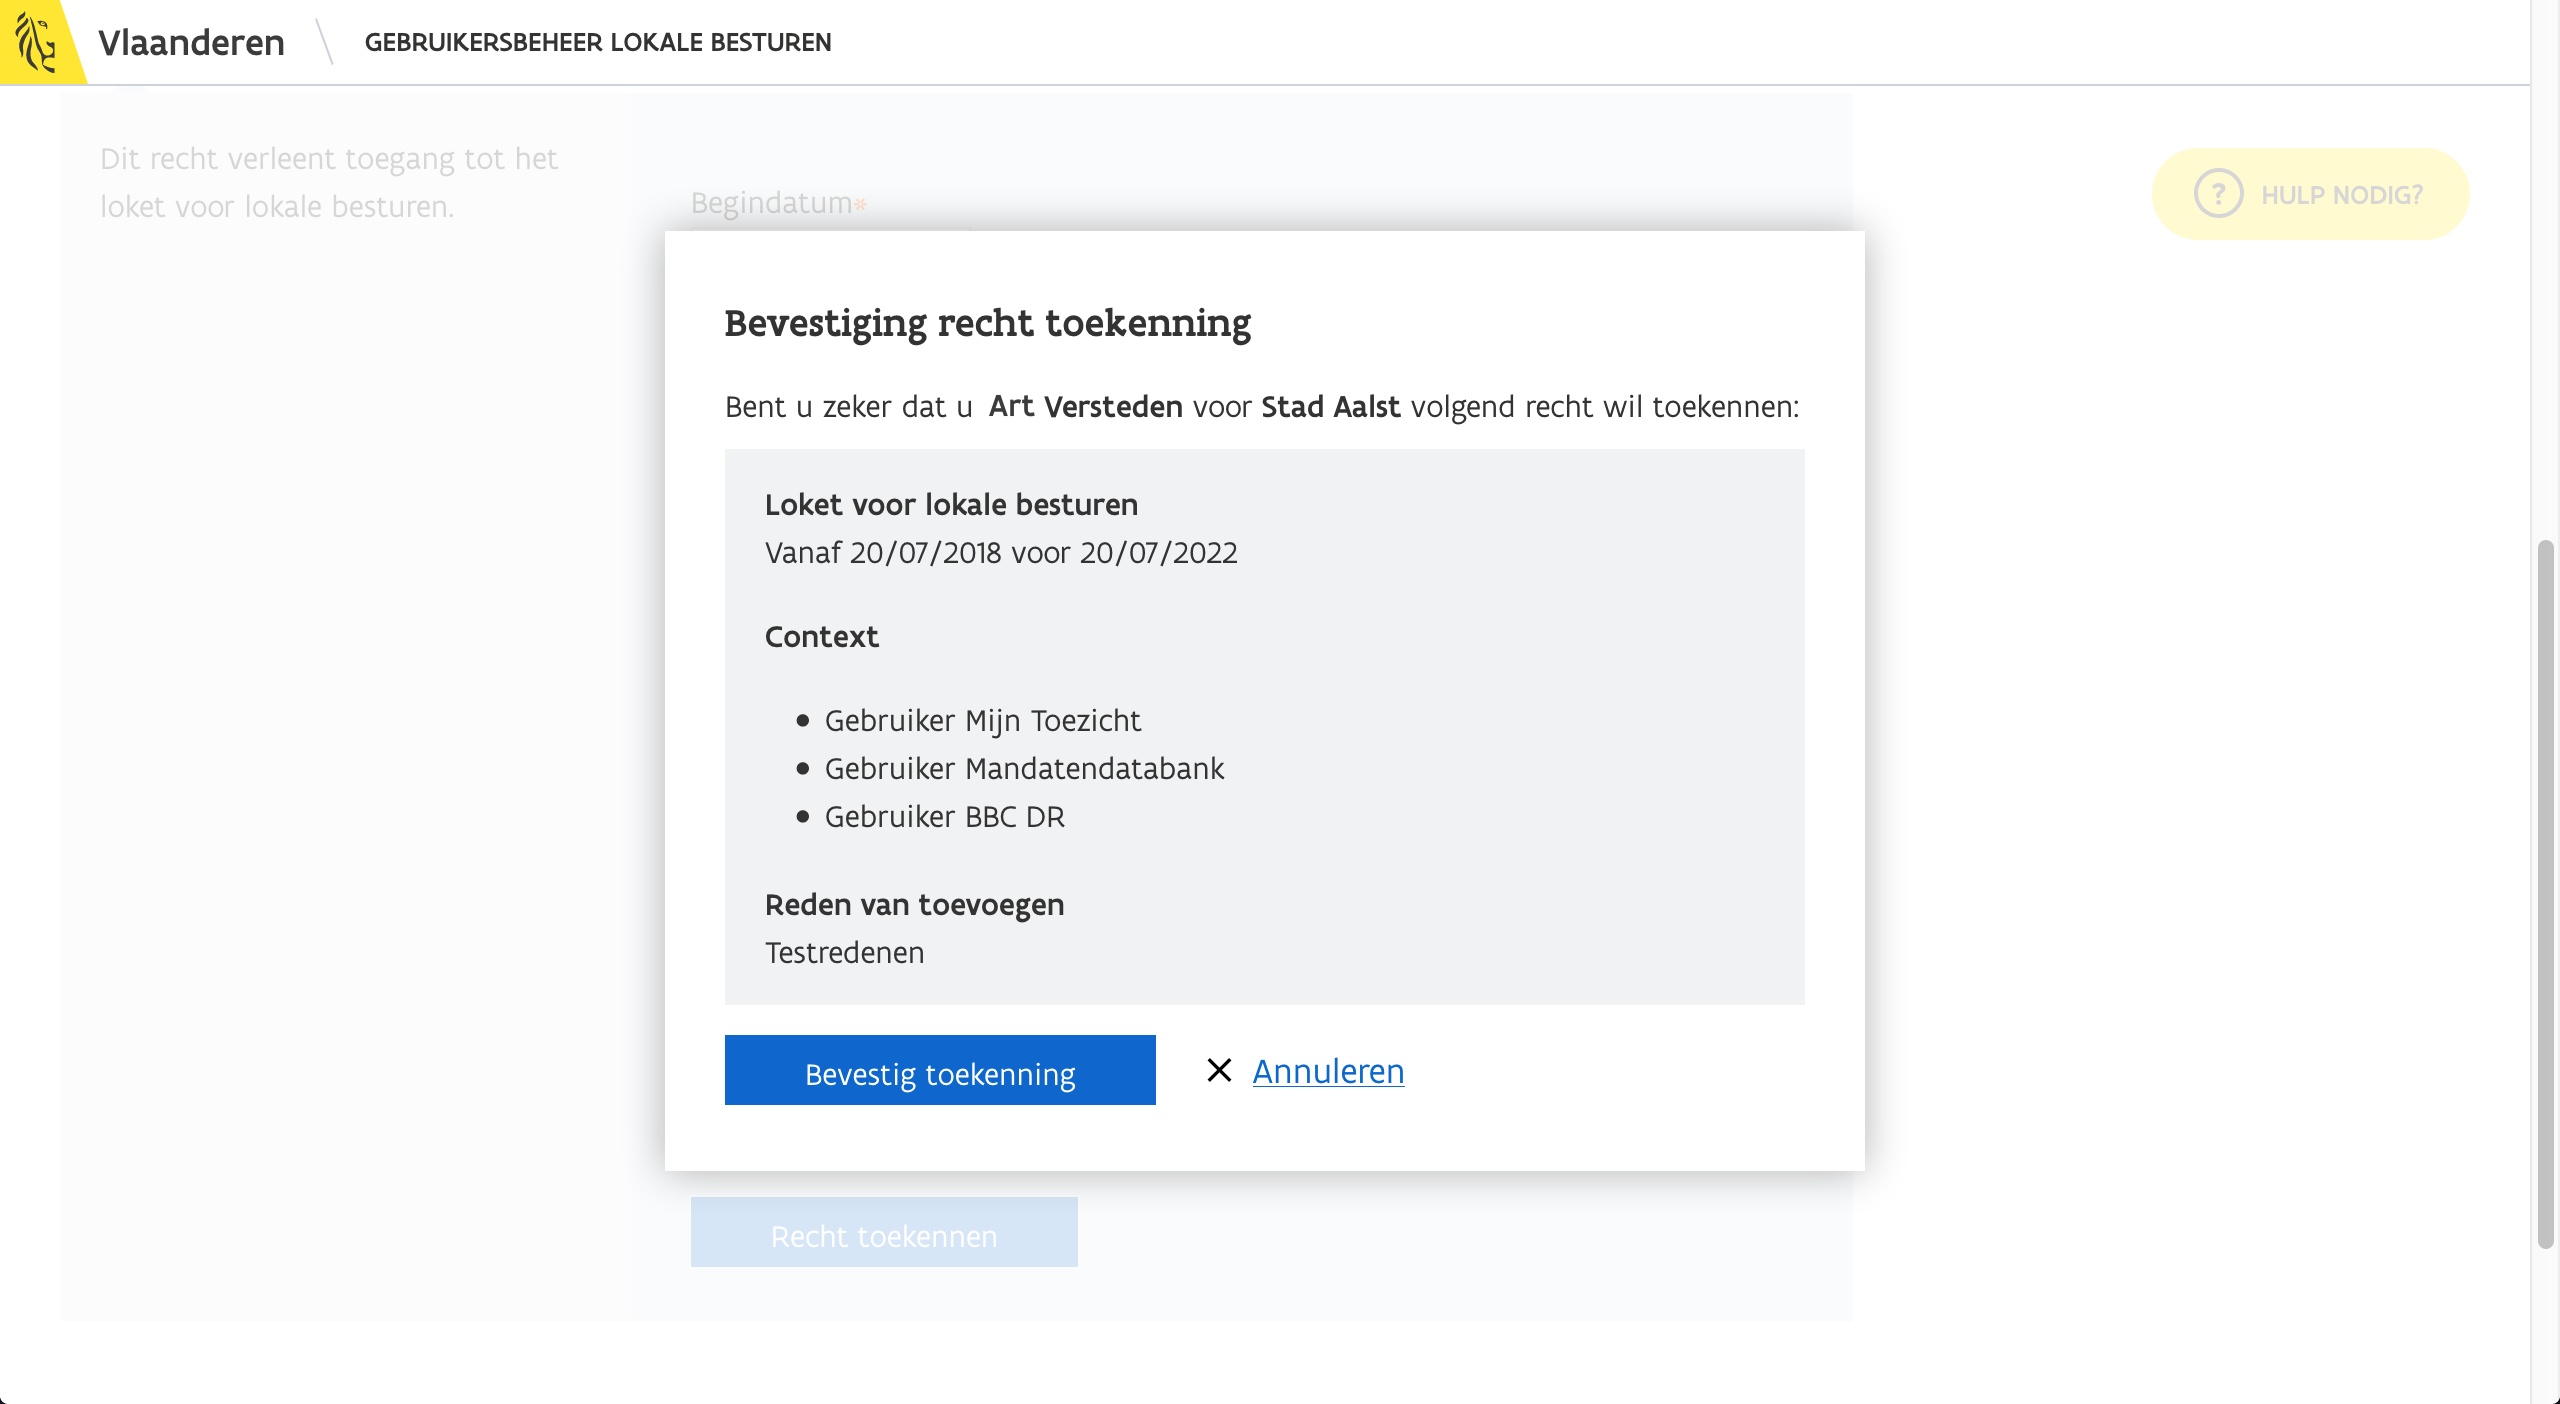 Vlaanderen
GEBRUIKERSBEHEER LOKALE BESTUREN
Dit recht verleent toegang tot het
loket voor lokale besturen.
Begindatum*
? HULP NODIG?
Bevestiging recht toekenning
Bent u zeker dat u Art Versteden voor Stad Aalst volgend recht wil toekennen:
Loket voor lokale besturen
Vanaf 20/07/2018 voor 20/07/2022
Context
• Gebruiker Mijn Toezicht
• Gebruiker Mandatendatabank
• Gebruiker BBC DR
Reden van toevoegen
Testredenen
Bevestig toekenning
Annuleren
Recht toekennen